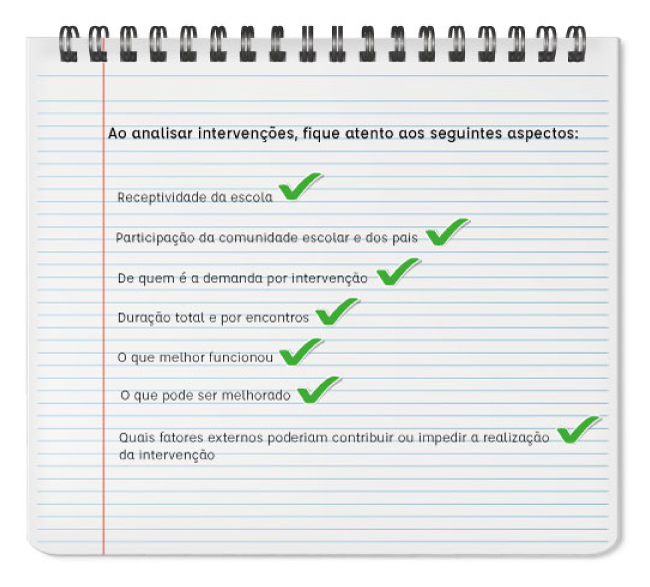 Ao analisar intervenções, fique atento aos seguintes aspectos:
Receptividade da escola
Participação da comunidade escolar e dos pais
De quem é a demanda por intervenção
Duração total e por encontros
O que melhor funcionou
O que pode ser melhorado
Quais fatores externos poderiam contribuir ou impedir a realização
da intervenção